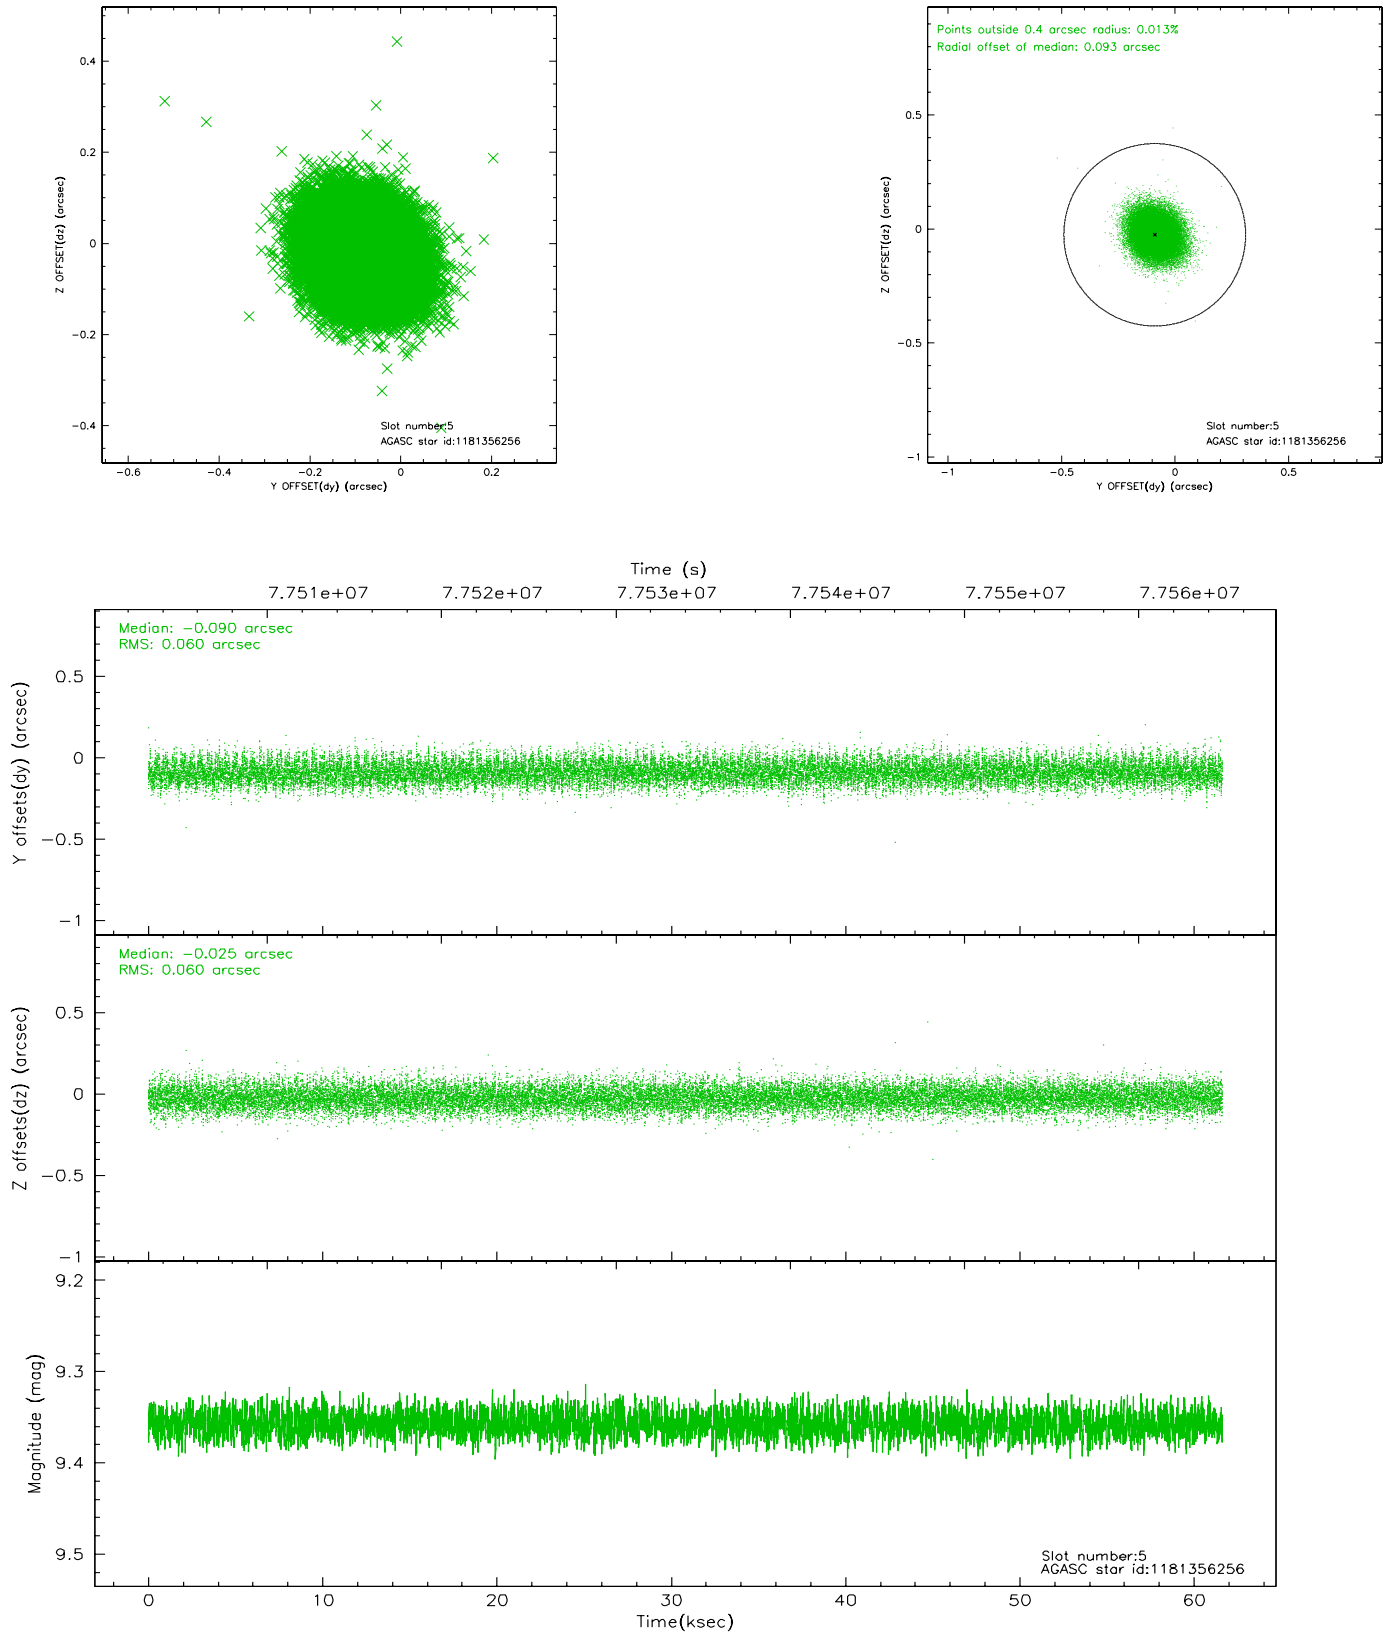 0.4
0.2
0
−0.2
−0.4
Z OFFSET(dz) (arcsec)
−0.6 −0.4 −0.2 0 0.2
Y OFFSET(dy) (arcsec)
Slot number:5
AGASC star id:1181356256
Points outside 0.4 arcsec radius: 0.013%
Radial offset of median: 0.093 arcsec
0.5
0
−0.5
−1
Z OFFSET(dz) (arcsec)
−1 −0.5 0 0.5
Y OFFSET(dy) (arcsec)
Slot number:5
AGASC star id:1181356256
Time (s)
7.751e+07 7.752e+07 7.753e+07 7.754e+07 7.755e+07 7.756e+07
Median: −0.090 arcsec
RMS: 0.060 arcsec
0.5
0
−0.5
−1
Y offsets(dy) (arcsec)
Median: −0.025 arcsec
RMS: 0.060 arcsec
0.5
0
−0.5
−1
Z offsets(dz) (arcsec)
9.2
9.3
9.4
9.5
Magnitude (mag)
Slot number:5
AGASC star id:1181356256
0 10 20 30 40 50 60
Time(ksec)